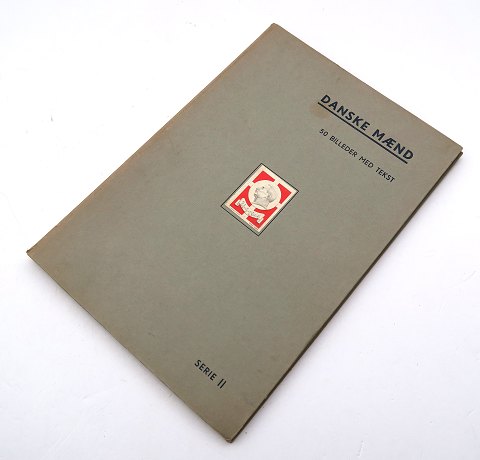 DANSKE MÆND
50 BILLEDER MED TEKST
SERIE II